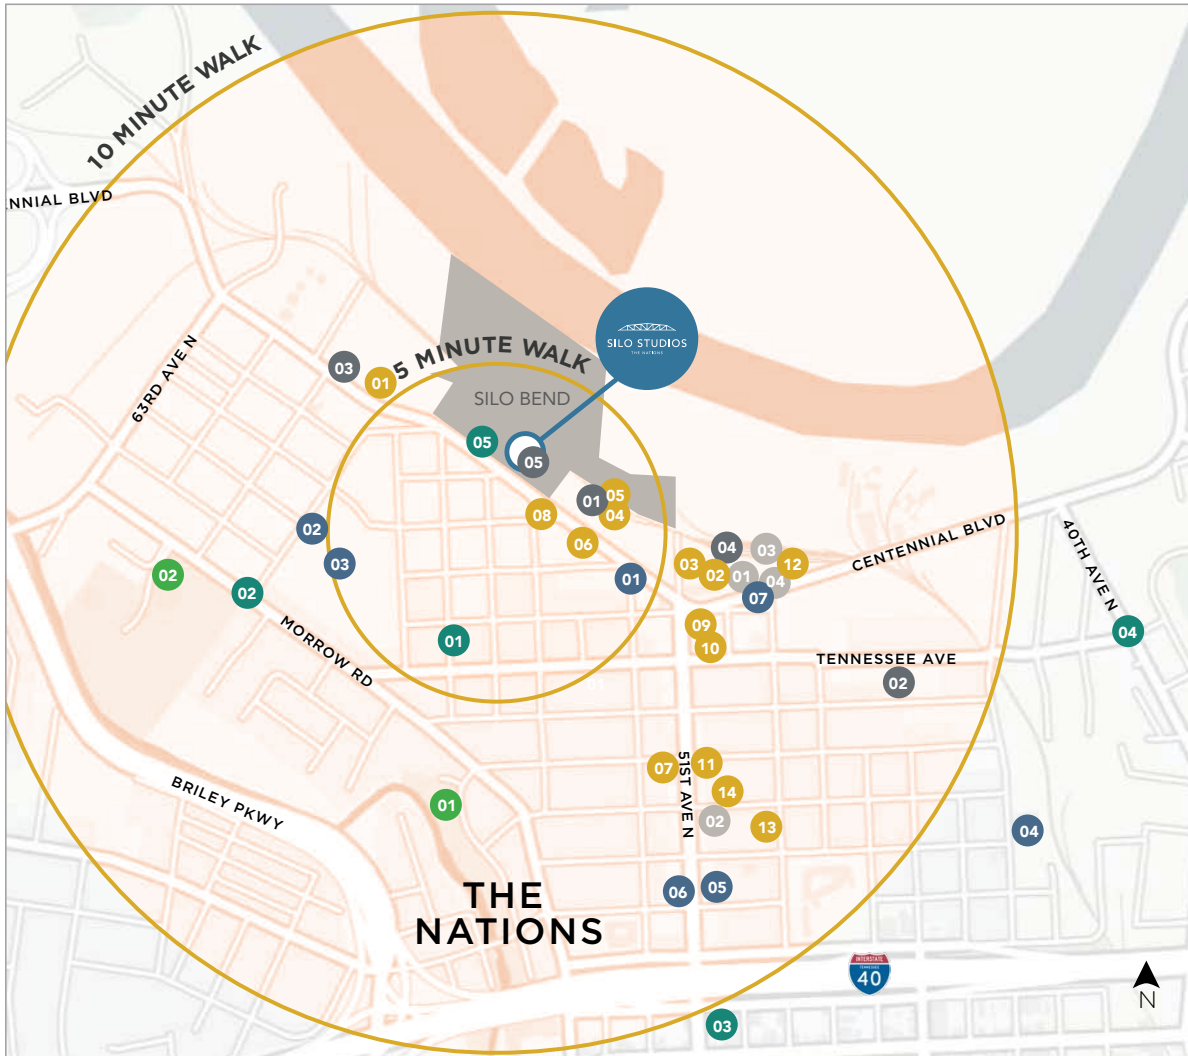 10 MINUTE WALK
ENNIAL BLVD
63RD AVE N
5 MINUTE WALK
SILO STUDIOS
THE NATIONS
SILO BEND
03
01
05
05
01
05
04
08
06
02
03
01
03
02
04
01
03
04
12
07
CENTENNIAL BLVD
40TH AVE N
04
02
02
MORROW RD
01
09
10
TENNESSEE AVE
02
01
BRILEY PKWY
01
07
11
51ST AVE N
14
02
13
04
06
05
THE
NATIONS
INTERSTATE
TENNESSEE
40
N
03